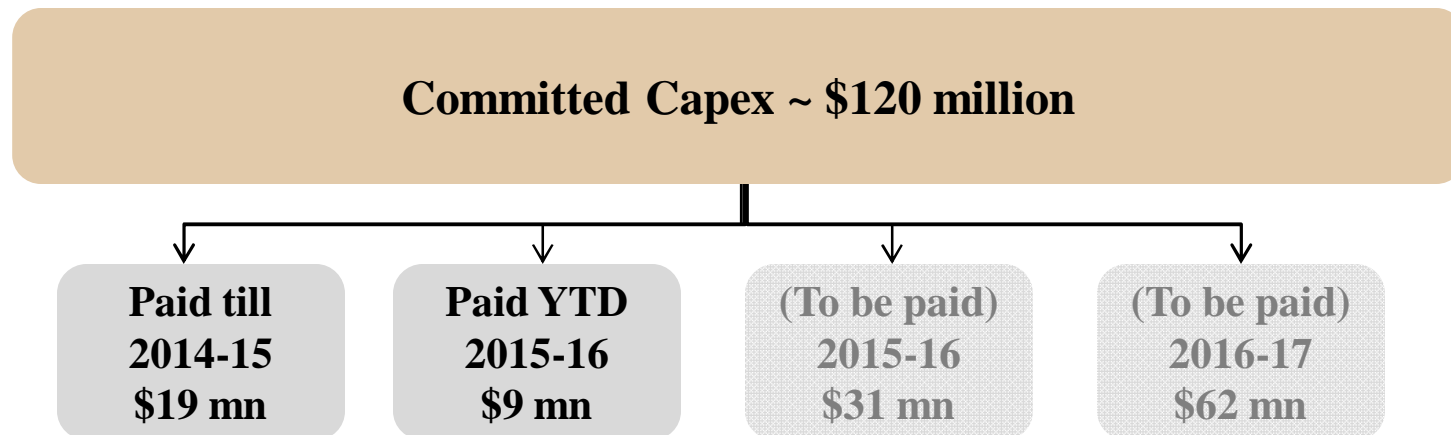 Committed Capex ~ $120 million
Paid till
2014-15
$19 mn
Paid YTD
2015-16
$9 mn
(To be paid)
2015-16
$31 mn
(To be paid)
2016-17
$62 mn